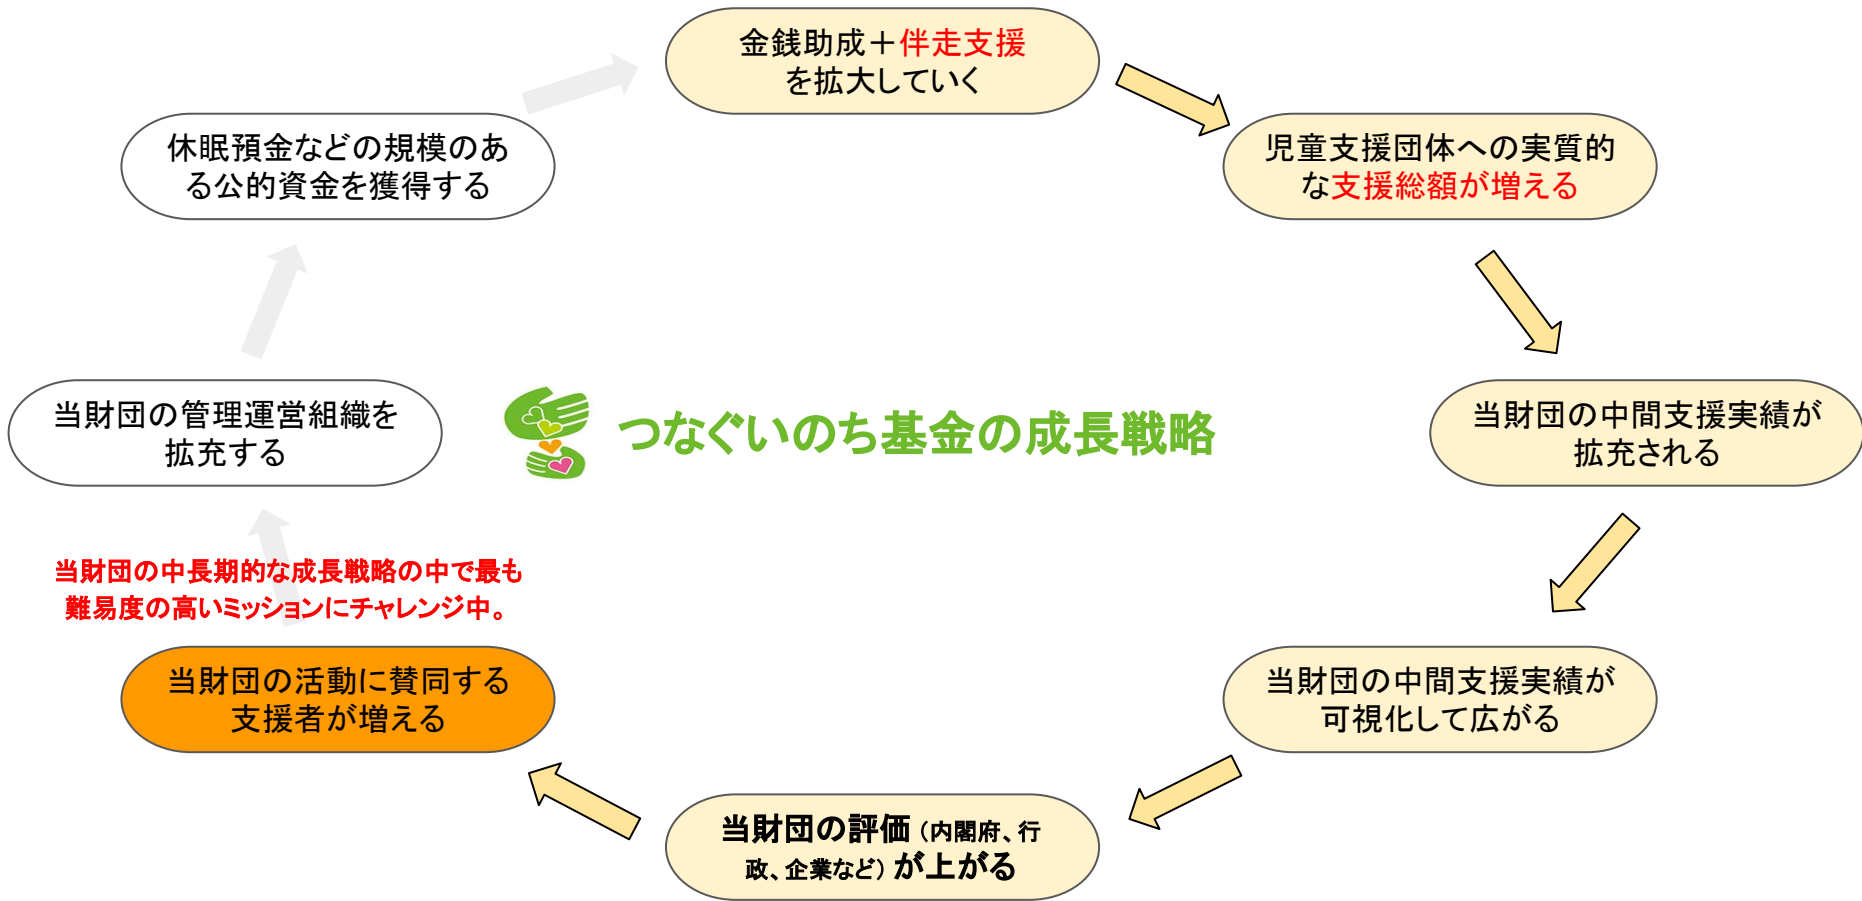 金銭助成＋伴走支援
を拡大していく
児童支援団体への実質的
な支援総額が増える
当財団の中間支援実績が
拡充される
当財団の中間支援実績が
可視化して広がる
当財団の評価（内閣府、行
政、企業など）が上がる
当財団の活動に賛同する
支援者が増える
当財団の中長期的な成長戦略の中で最も
難易度の高いミッションにチャレンジ中。
当財団の管理運営組織を
拡充する
休眠預金などの規模のあ
る公的資金を獲得する
つなぐいのち基金の成長戦略